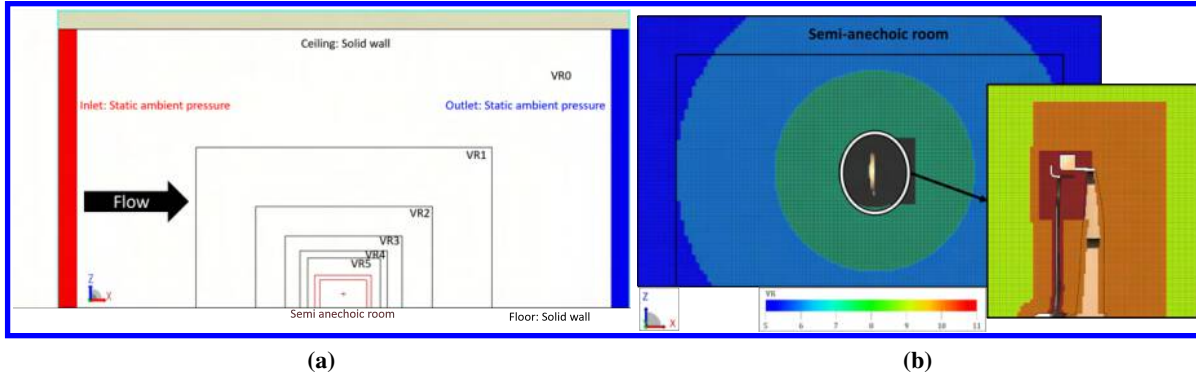 Ceiling: Solid wall
VR0
Inlet: Static ambient pressure
Outlet: Static ambient pressure
VR1
Flow
VR2
VR3
VR4
VR5
Z
X
Semi anechoic room
Floor: Solid wall
(a)
Semi-anechoic room
Z
X
VR
5 6 7 8 9 10 11
(b)